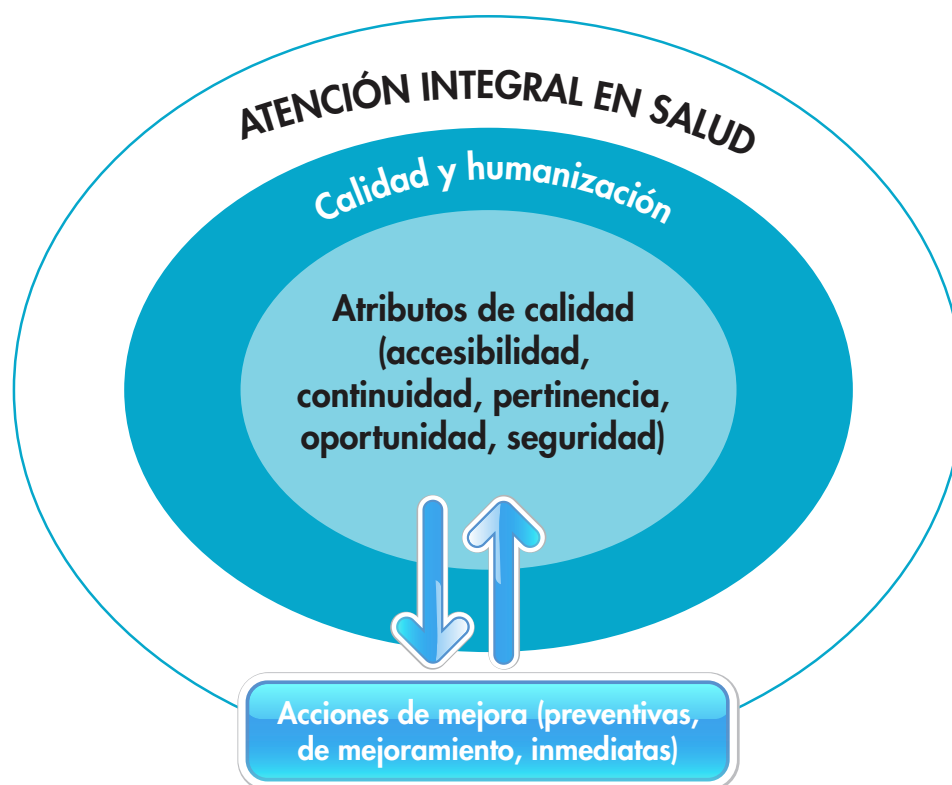 ATENCIÓN INTEGRAL EN SALUD
Calidad y humanización
Atributos de calidad
(accesibilidad,
continuidad, pertinencia,
oportunidad, seguridad)
Acciones de mejora (preventivas,
de mejoramiento, inmediatas)